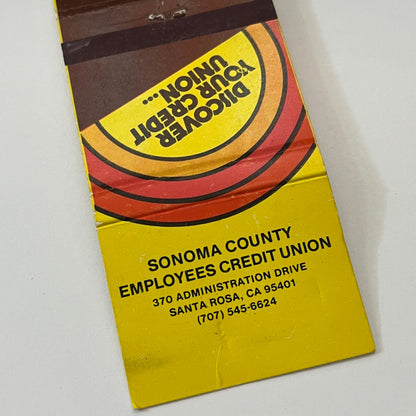 DISCOVER
YOUR CREDIT
UNION...
SONOMA COUNTY
EMPLOYEES CREDIT UNION
370 ADMINISTRATION DRIVE
SANTA ROSA, CA 95401
(707) 545-6624